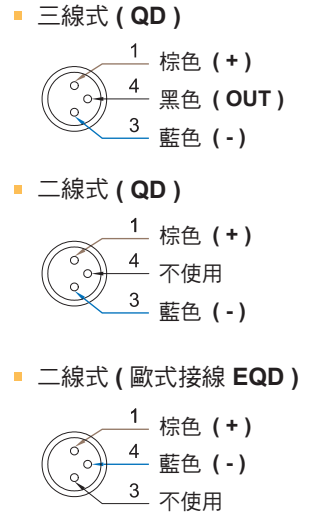 三線式 ( QD )
1 棕色 ( + )
4 黑色 ( OUT )
3 藍色 ( - )
二線式 ( QD )
1 棕色 ( + )
4 不使用
3 藍色 ( - )
二線式 ( 歐式接線 EQD )
1 棕色 ( + )
4 藍色 ( - )
3 不使用